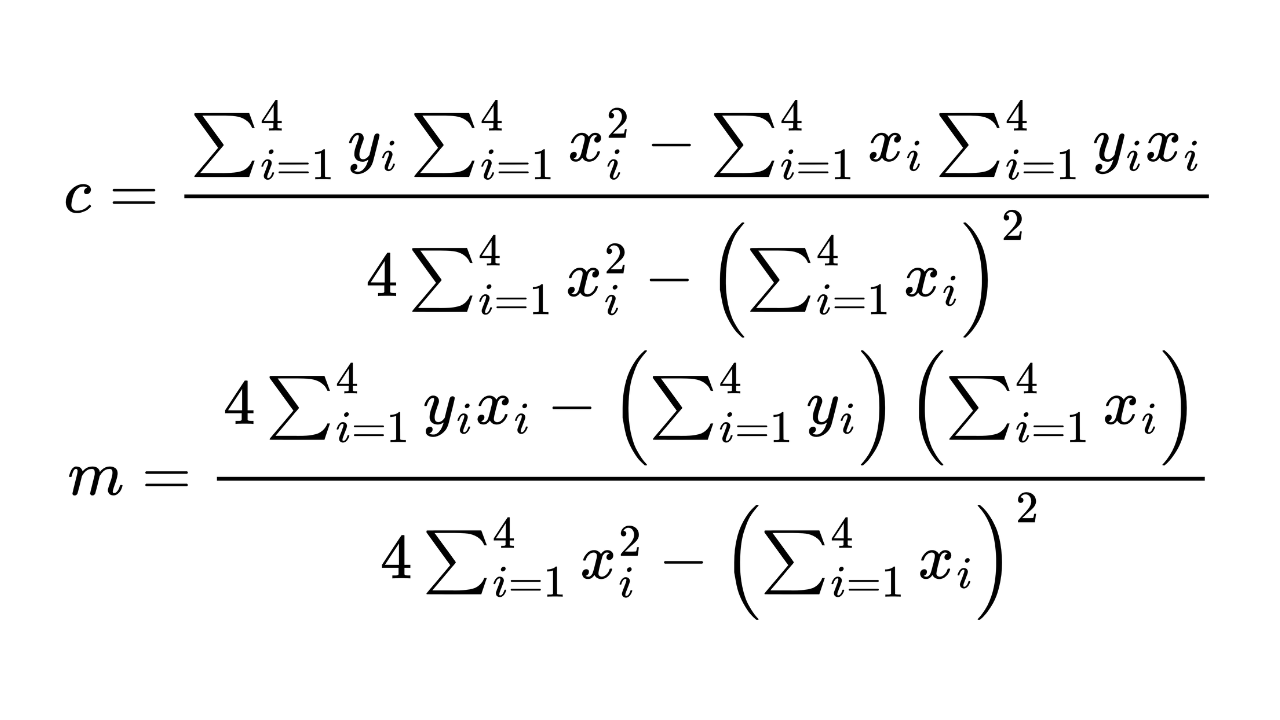 c = \frac{\sum_{i=1}^{4} y_i \sum_{i=1}^{4} x_i^2 - \sum_{i=1}^{4} x_i \sum_{i=1}^{4} y_i x_i}{4 \sum_{i=1}^{4} x_i^2 - \left( \sum_{i=1}^{4} x_i \right)^2}
m = \frac{4 \sum_{i=1}^{4} y_i x_i - \left( \sum_{i=1}^{4} y_i \right) \left( \sum_{i=1}^{4} x_i \right)}{4 \sum_{i=1}^{4} x_i^2 - \left( \sum_{i=1}^{4} x_i \right)^2}